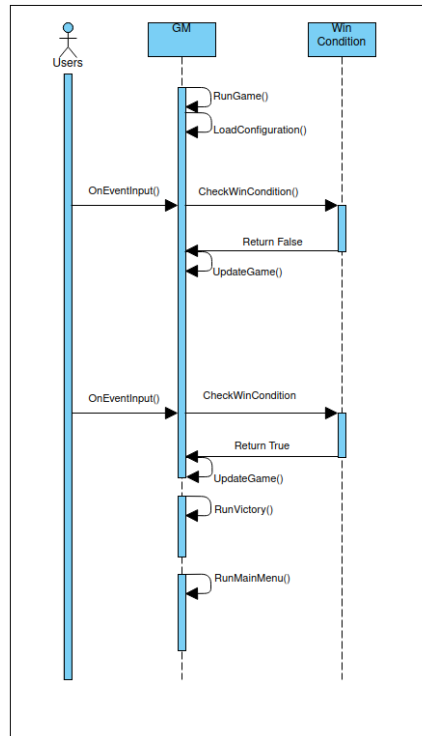 GM
Win
Condition
Users
RunGame()
LoadConfiguration()
OnEventInput()
CheckWinCondition()
Return False
UpdateGame()
OnEventInput()
CheckWinCondition
Return True
UpdateGame()
RunVictory()
RunMainMenu()